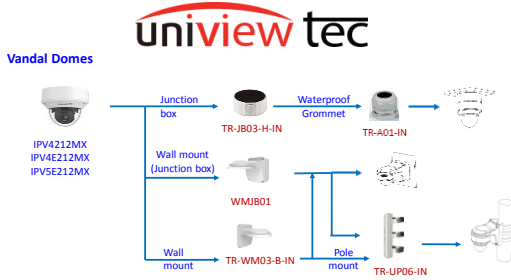 uniview tec
Vandal Domes
IPV4212MX
IPV4E212MX
IPV5E212MX
Junction
box
TR-JB03-H-IN
Waterproof
Grommet
TR-A01-IN
Wall mount
(Junction box)
WMJB01
Wall
mount
TR-WM03-B-IN
Pole
mount
TR-UP06-IN